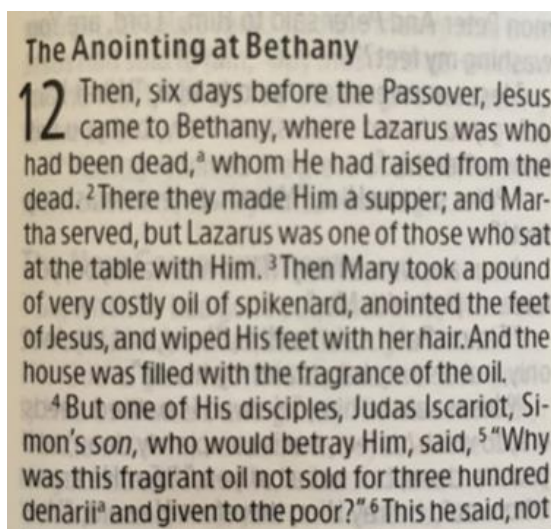 The Anointing at Bethany
12 Then, six days before the Passover, Jesus
came to Bethany, where Lazarus was who
had been dead,ᵃ whom He had raised from the
dead. ²There they made Him a supper; and Mar-
tha served, but Lazarus was one of those who sat
at the table with Him. ³Then Mary took a pound
of very costly oil of spikenard, anointed the feet
of Jesus, and wiped His feet with her hair. And the
house was filled with the fragrance of the oil.
⁴But one of His disciples, Judas Iscariot, Si-
mon's son, who would betray Him, said, ⁵“Why
was this fragrant oil not sold for three hundred
denariiᵃ and given to the poor?” ⁶This he said, not